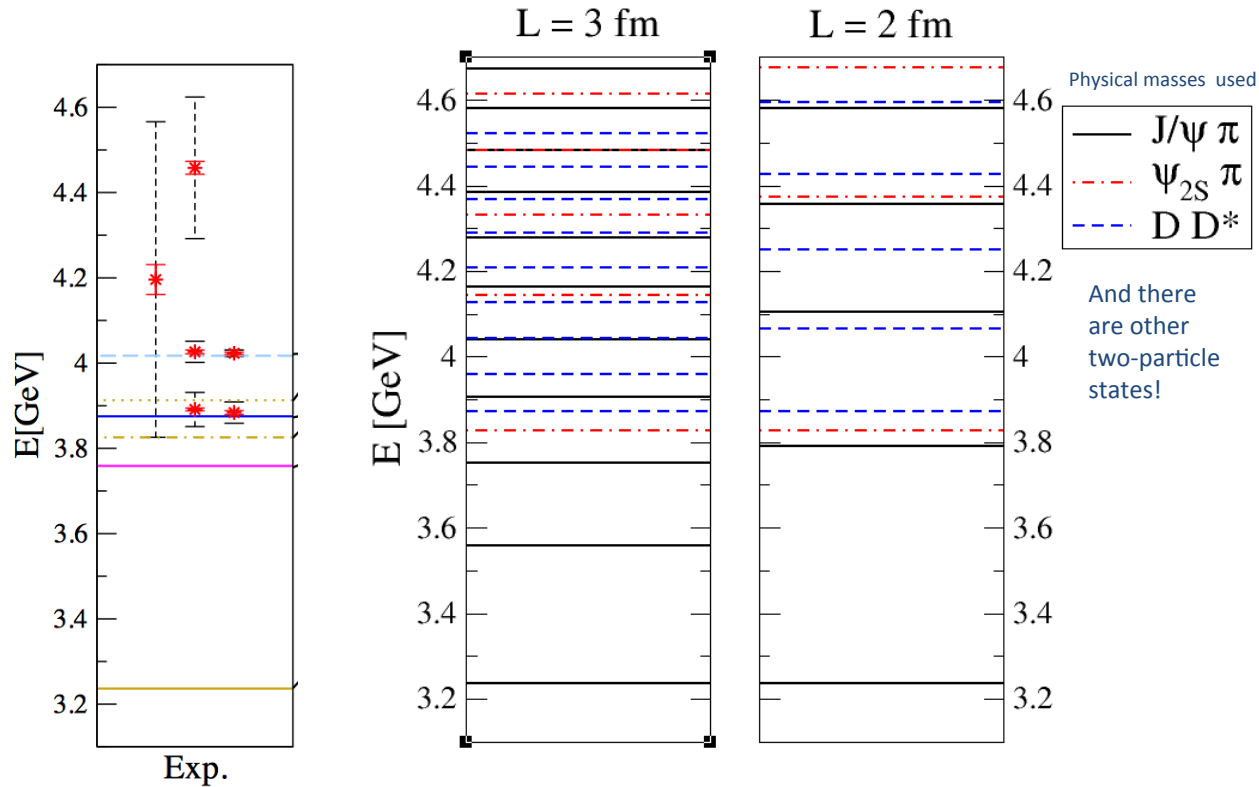 L = 3 fm
L = 2 fm
E[GeV]
4.6
4.4
4.2
4
3.8
3.6
3.4
3.2
Exp.
E [GeV]
4.6
4.4
4.2
4
3.8
3.6
3.4
3.2
4.6
4.4
4.2
4
3.8
3.6
3.4
3.2
Physical masses used
J/ψ π
ψ2S π
D D*
And there
are other
two-particle
states!